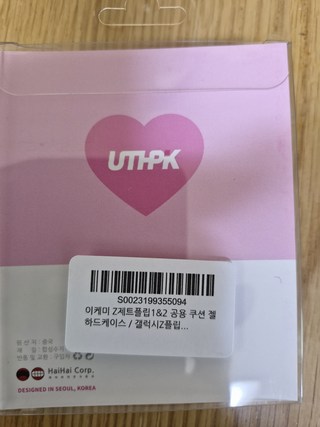 UTHPK
S0023199355094
이케미 Z제트플립1&2 공용 쿠션 젤
하드케이스 / 갤럭시Z플립...
HaiHai Corp.
DESIGNED IN SEOUL, KOREA